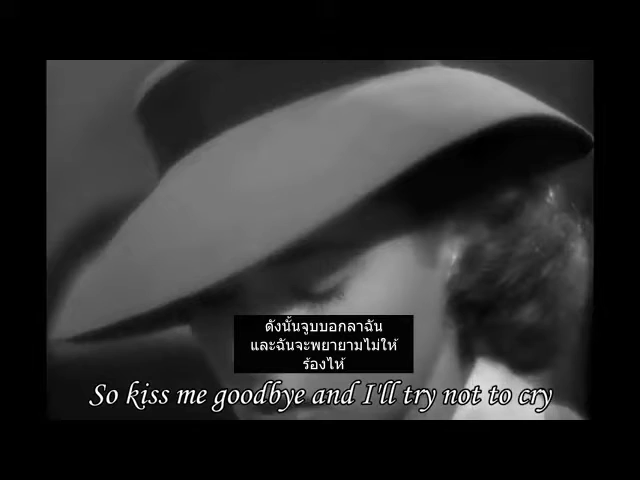 ดังนั้นจูบบอกลาฉัน
และฉันจะพยายามไม่ให้
ร้องไห้
So kiss me goodbye and I'll try not to cry